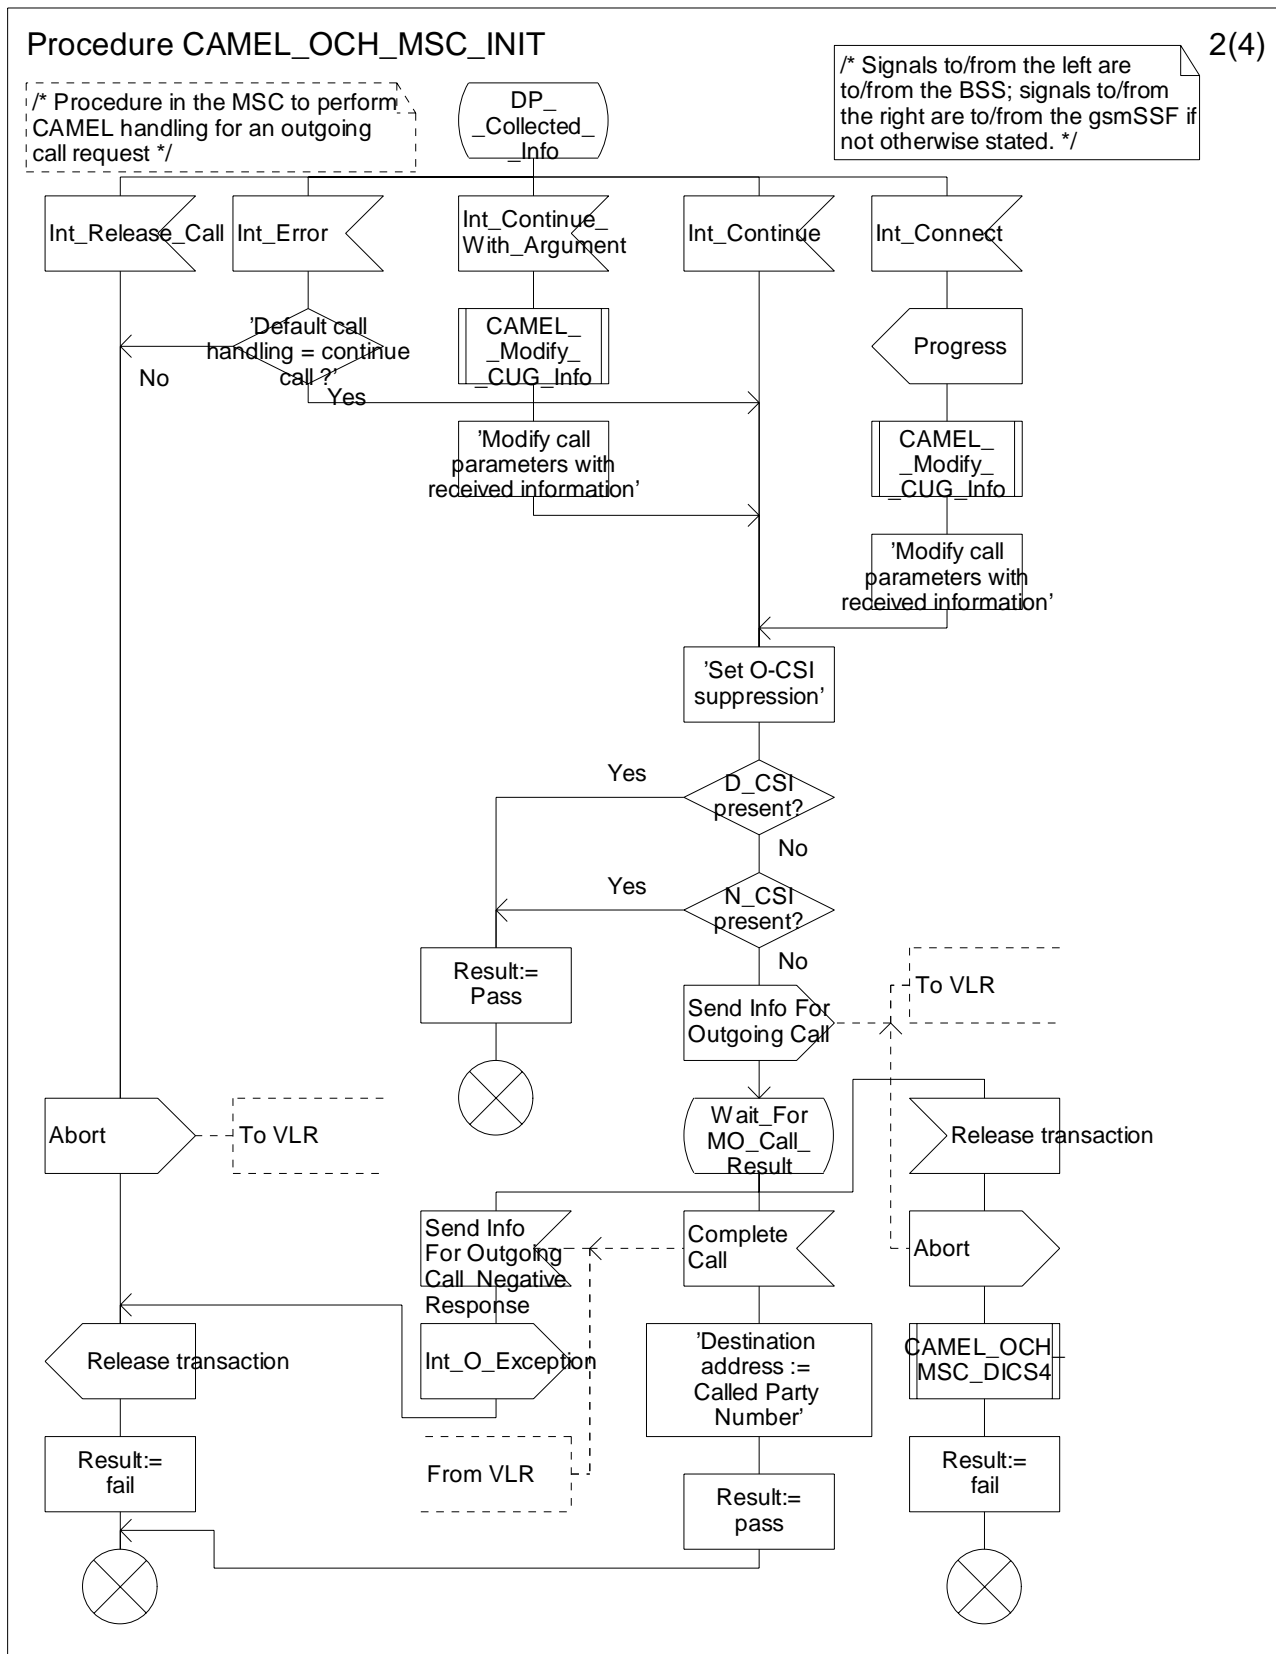 Procedure CAMEL_OCH_MSC_INIT
2(4)
/* Procedure in the MSC to perform
CAMEL handling for an outgoing
call request */
DP_
_Collected_
_Info
/* Signals to/from the left are
to/from the BSS; signals to/from
the right are to/from the gsmSSF if
not otherwise stated. */
Int_Release_Call
Int_Error
Int_Continue_
With_Argument
Int_Continue
Int_Connect
'Default call
handling = continue
call ?'
No
Yes
CAMEL_
_Modify_
_CUG_Info
Progress
'Modify call
parameters with
received information'
CAMEL_
_Modify_
_CUG_Info
'Modify call
parameters with
received information'
'Set O-CSI
suppression'
Yes
D_CSI
present?
No
Yes
N_CSI
present?
No
Result:=
Pass
Send Info For
Outgoing Call
To VLR
Abort
To VLR
Wait_For
MO_Call_
Result
Release transaction
Send Info
For Outgoing
Call Negative
Response
Complete
Call
Abort
Release transaction
Int_O_Exception
'Destination
address :=
Called Party
Number'
CAMEL_OCH_
MSC_DICS4
Result:=
fail
From VLR
Result:=
pass
Result:=
fail